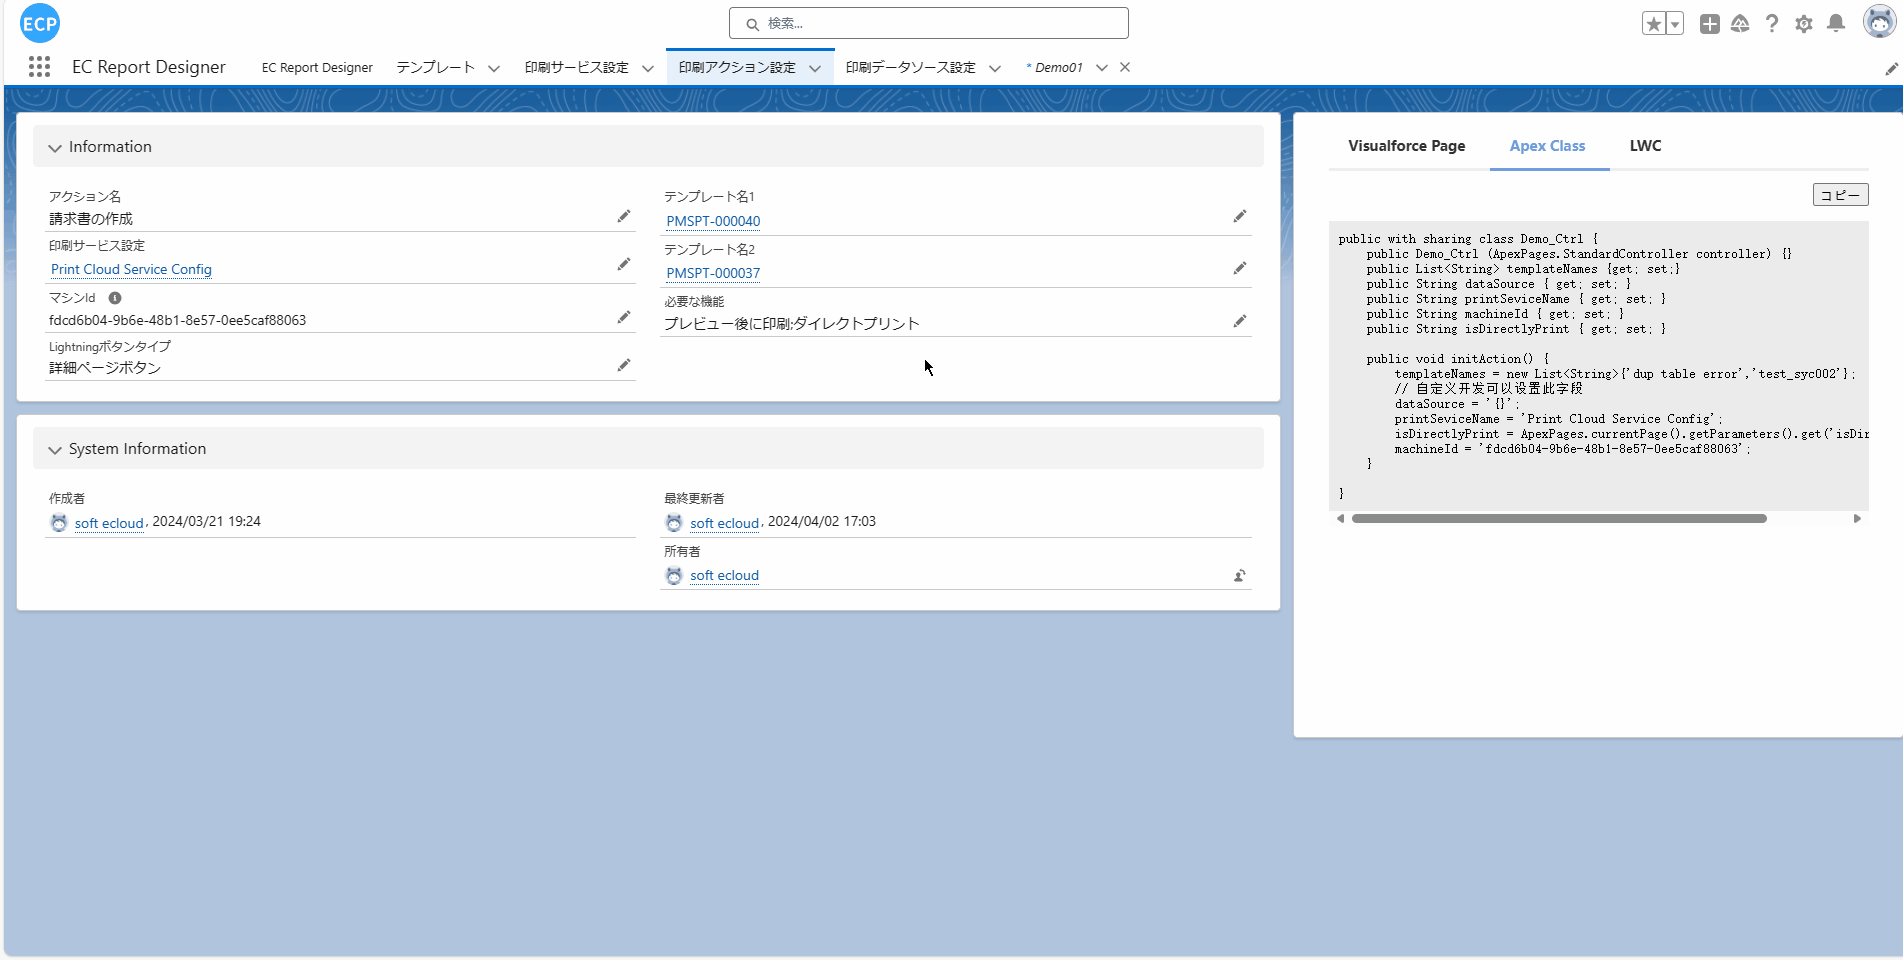 ECP
検索...
EC Report Designer
EC Report Designer
テンプレート
印刷サービス設定
印刷アクション設定
印刷データソース設定
* Demo01
Information
アクション名
請求書の作成
印刷サービス設定
Print Cloud Service Config
マシンId
fdcd6b04-9b6e-48b1-8e57-0ee5caf88063
Lightningボタンタイプ
詳細ページボタン
テンプレート名1
PMSPT-000040
テンプレート名2
PMSPT-000037
必要な機能
プレビュー後に印刷;ダイレクトプリント
System Information
作成者
soft ecloud, 2024/03/21 19:24
最終更新者
soft ecloud, 2024/04/02 17:03
所有者
soft ecloud
Visualforce Page
Apex Class
LWC
コピー
public with sharing class Demo_Ctrl {
public Demo_Ctrl (ApexPages.StandardController controller) {}
public List<String> templateNames {get; set;}
public String dataSource { get; set; }
public String printSeviceName { get; set; }
public String machineId { get; set; }
public String isDirectlyPrint { get; set; }
public void initAction() {
templateNames = new List<String>{'dup table error','test_syc002'};
// 自定义开发可以设置此字段
dataSource = '{}';
printSeviceName = 'Print Cloud Service Config';
isDirectlyPrint = ApexPages.currentPage().getParameters().get('isDir
machineId = 'fdcd6b04-9b6e-48b1-8e57-0ee5caf88063';
}
}